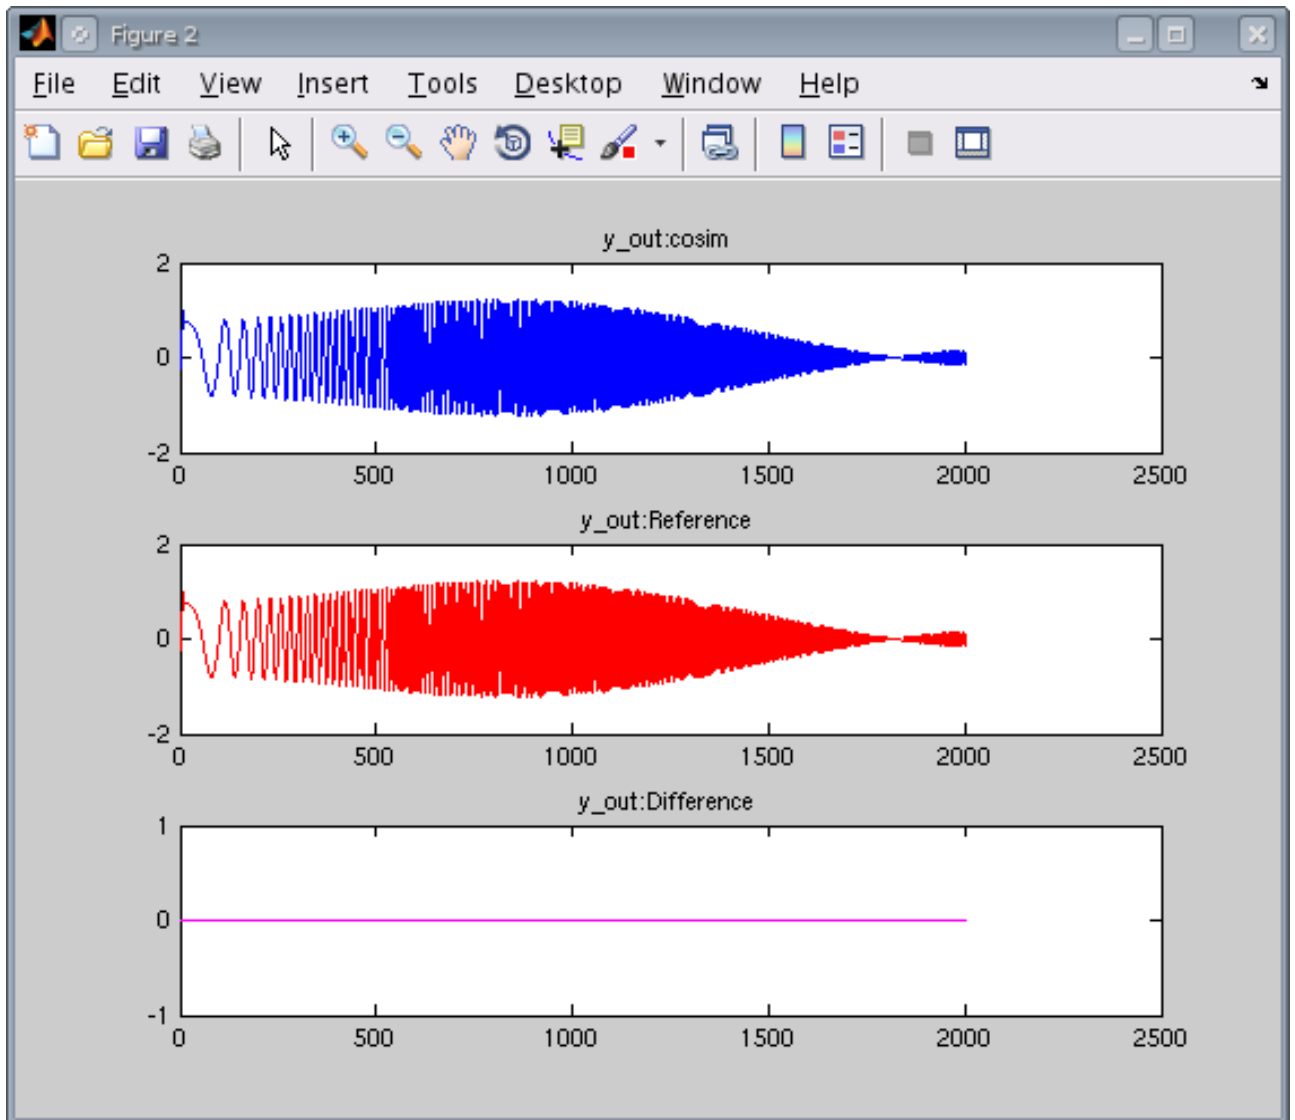 Figure 2
File Edit View Insert Tools Desktop Window Help
y_out:cosim
2
0
-2
0 500 1000 1500 2000 2500
y_out:Reference
2
0
-2
0 500 1000 1500 2000 2500
y_out:Difference
1
0
-1
0 500 1000 1500 2000 2500